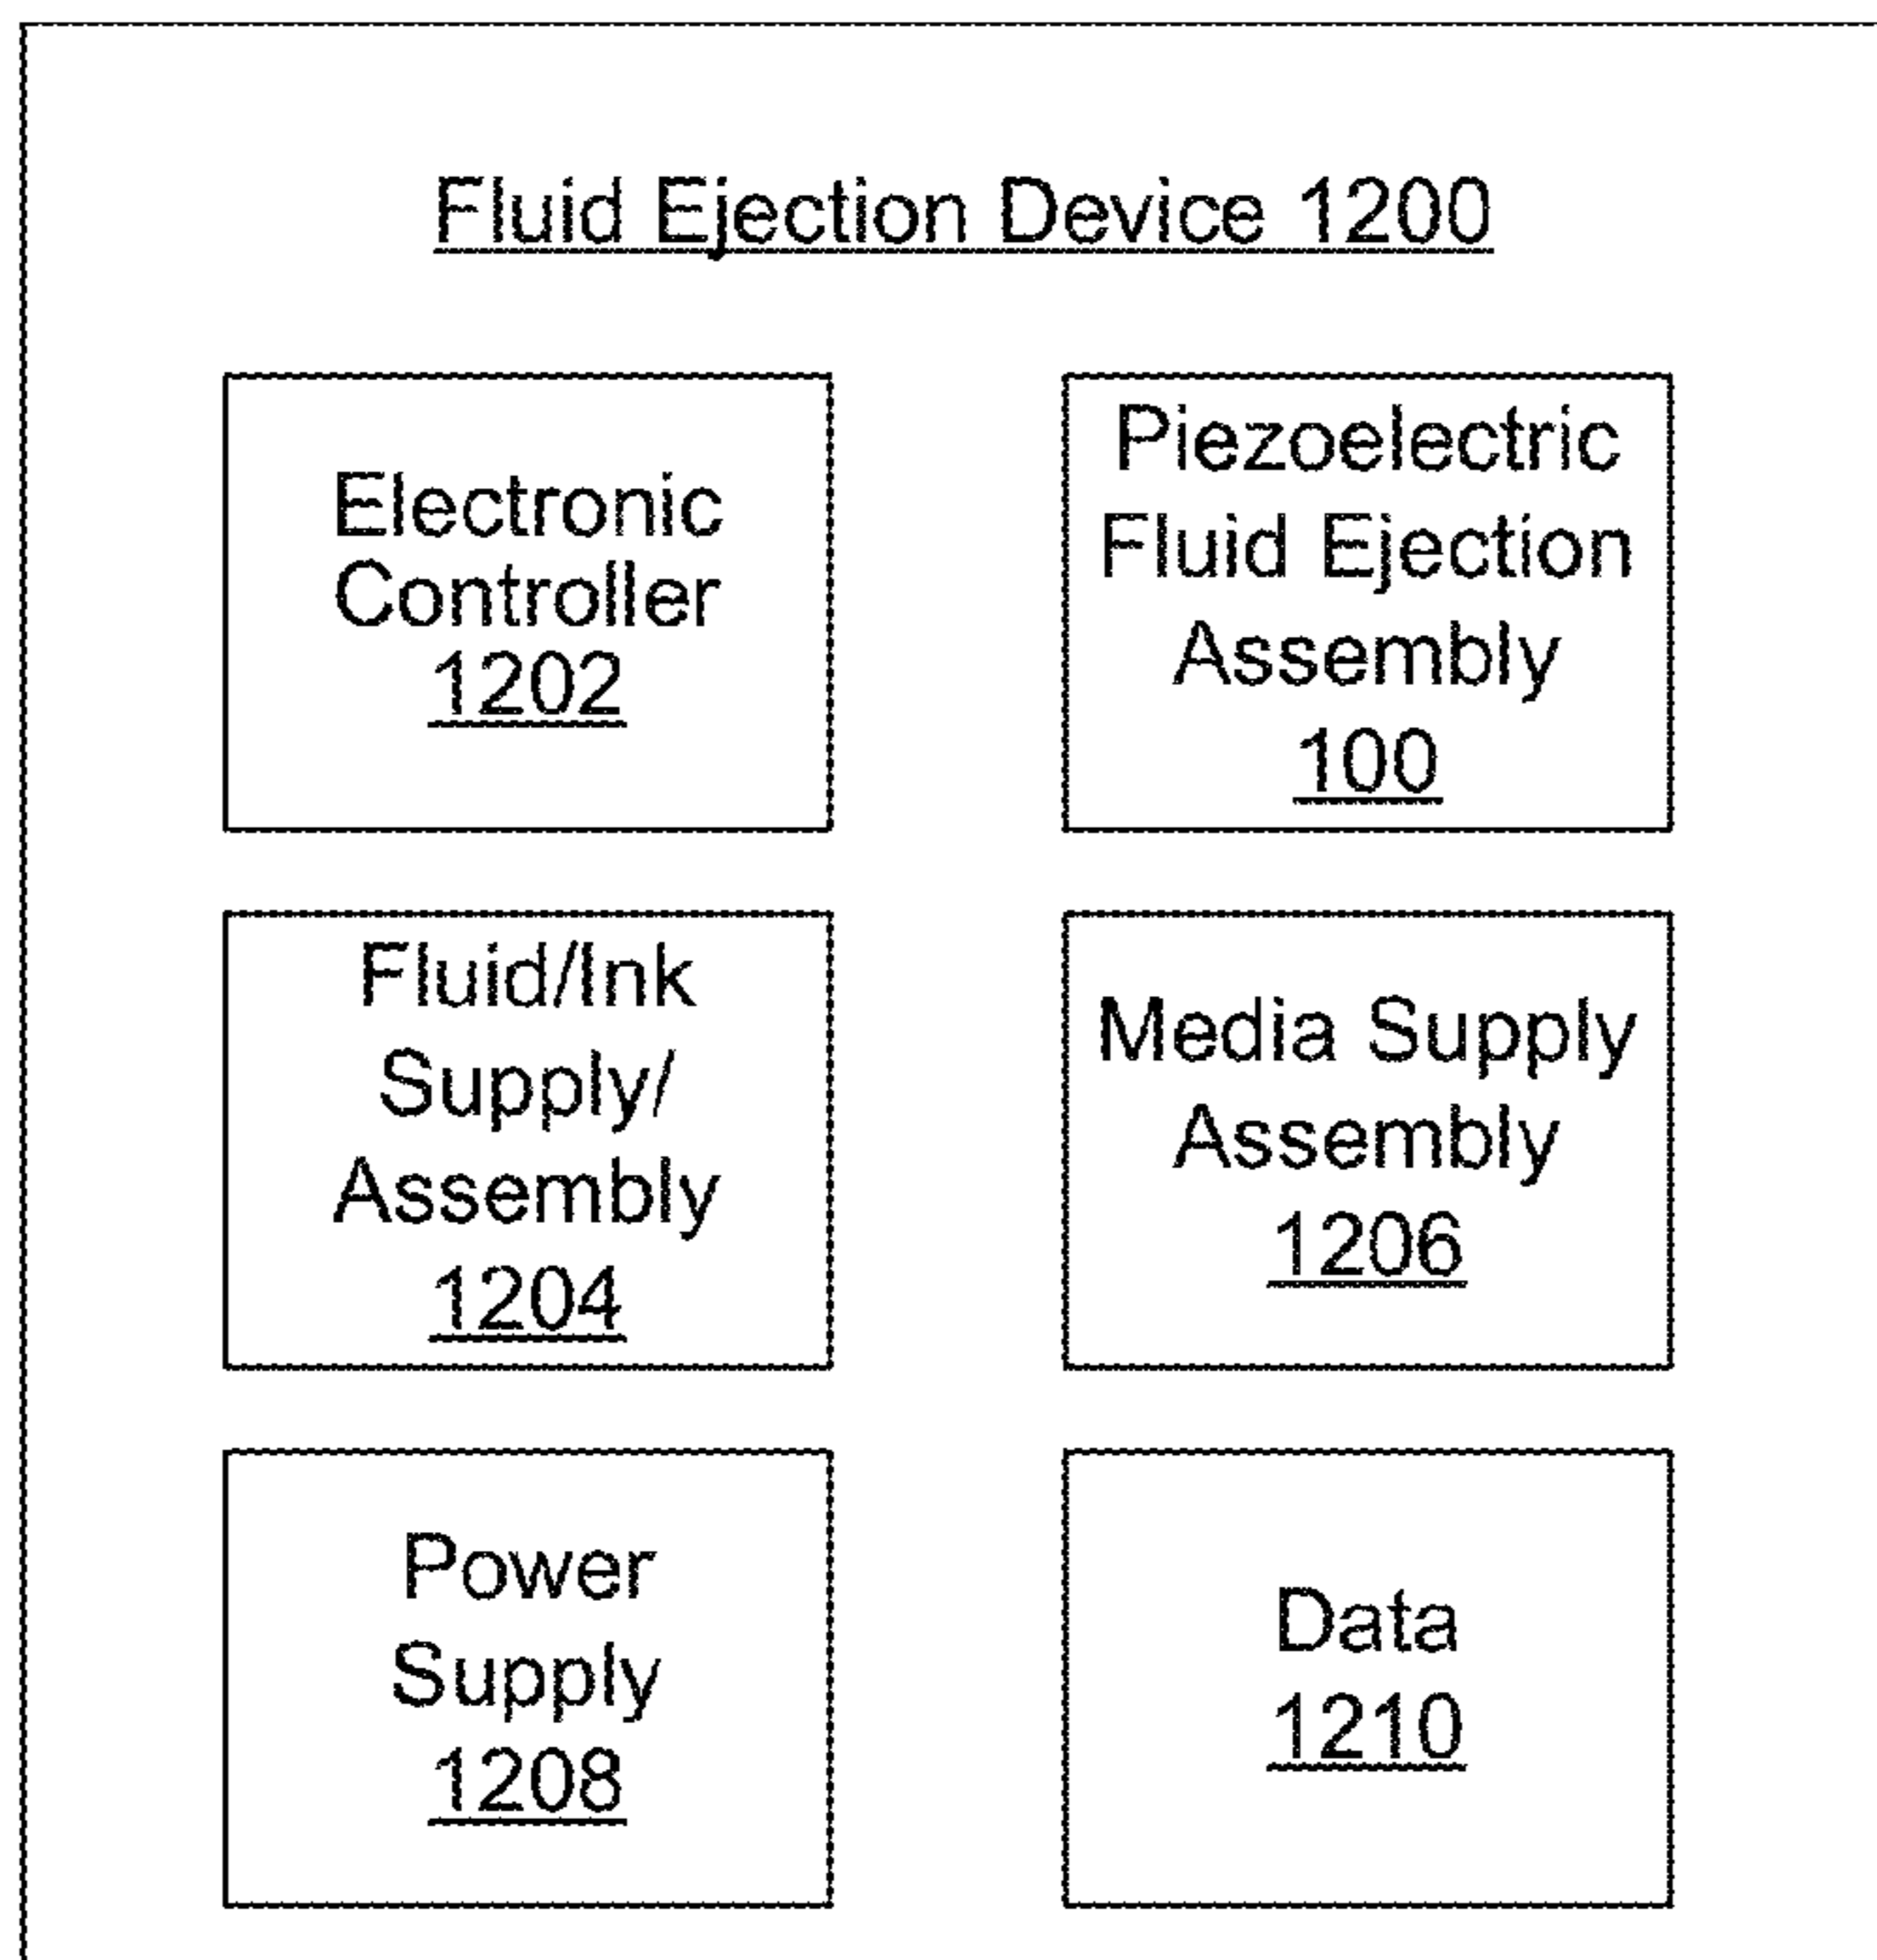 Fluid Ejection Device 1200
Electronic
Controller
1202
Piezoelectric
Fluid Ejection
Assembly
100
Fluid/Ink
Supply/
Assembly
1204
Media Supply
Assembly
1206
Power
Supply
1208
Data
1210